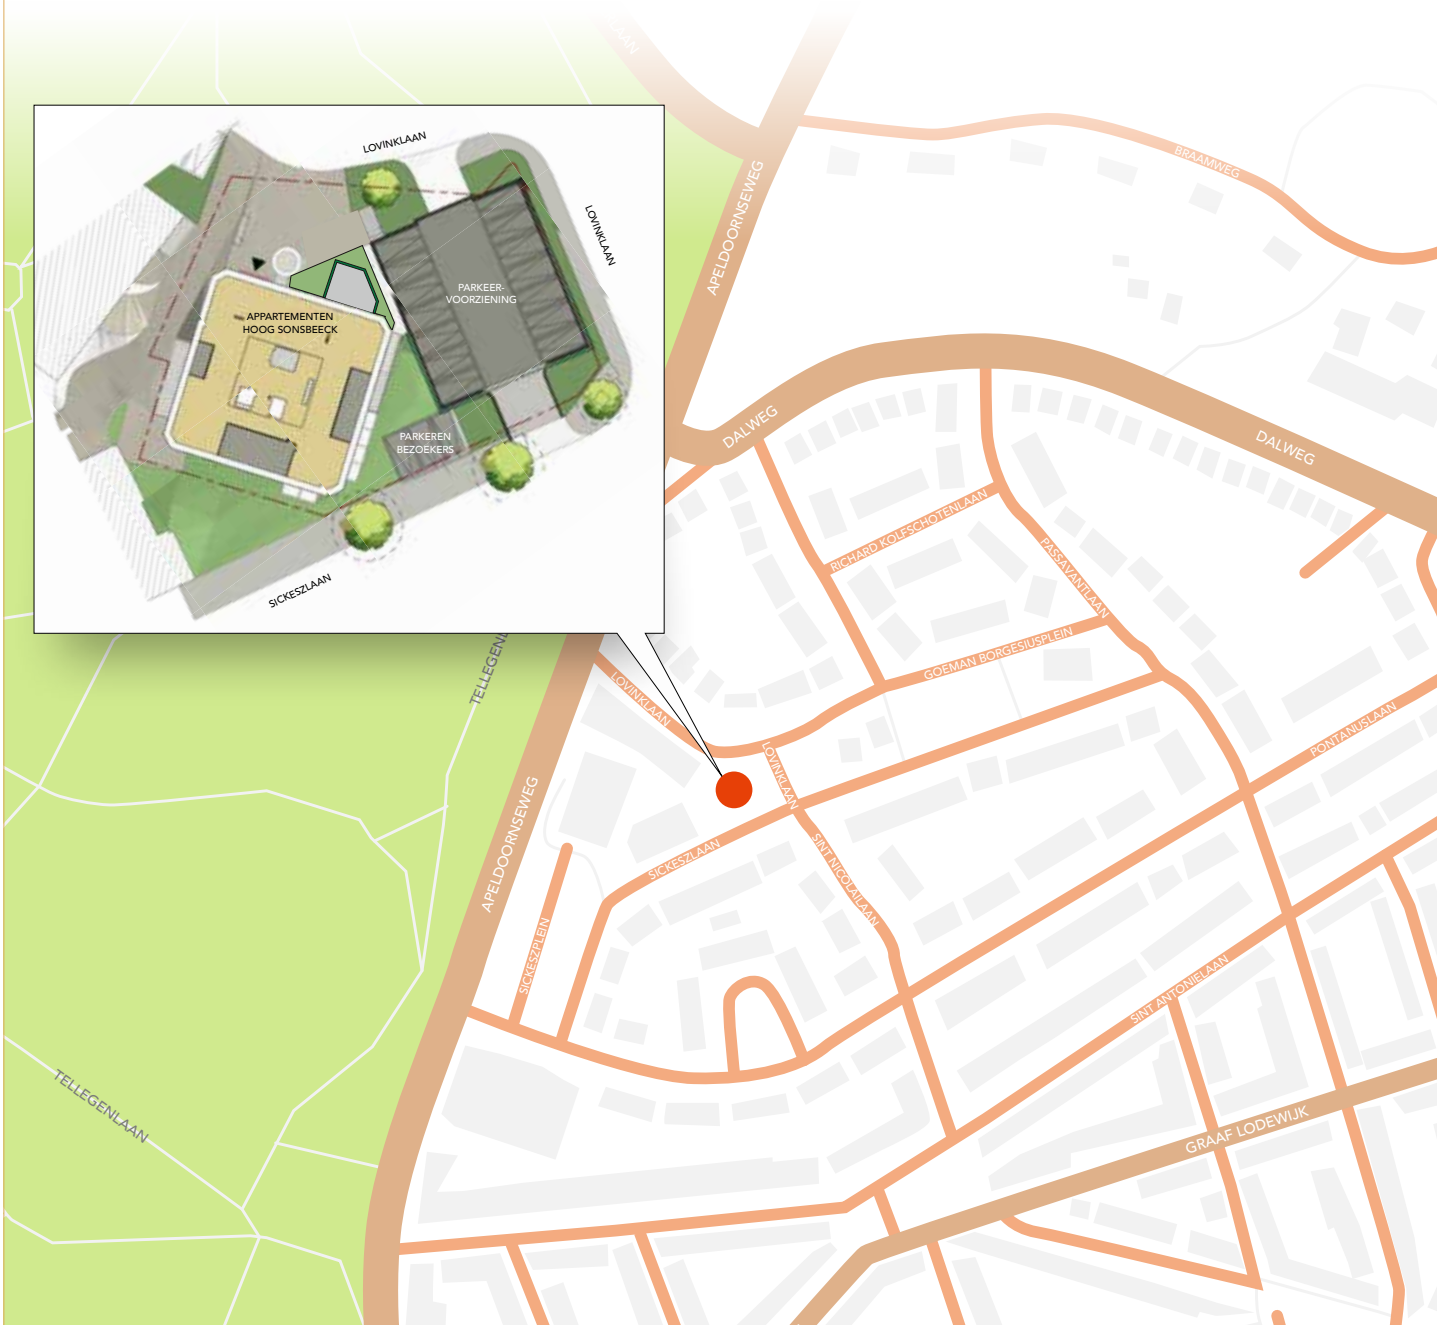 LAAN
BRAAMWEG
APELDOORNSEWEG
LOVINKLAAN
LOVINKLAAN
PARKEER-
VOORZIENING
APPARTEMENTEN
HOOG SONSBEECK
PARKEREN
BEZOEKERS
SICKESZLAAN
DALWEG
DALWEG
RICHARD KOLFSCHOTENLAAN
PASSAVANTLAAN
GOEMAN BORGESIUSPLEIN
LOVINKLAAN
LOVINKLAAN
PONTANUSLAAN
APELDOORNSEWEG
SICKESZLAAN
SINT NICOLAILAAN
SICKESZPLEIN
SINT ANTONIELAAN
TELLEGENLAAN
GRAAF LODEWIJK